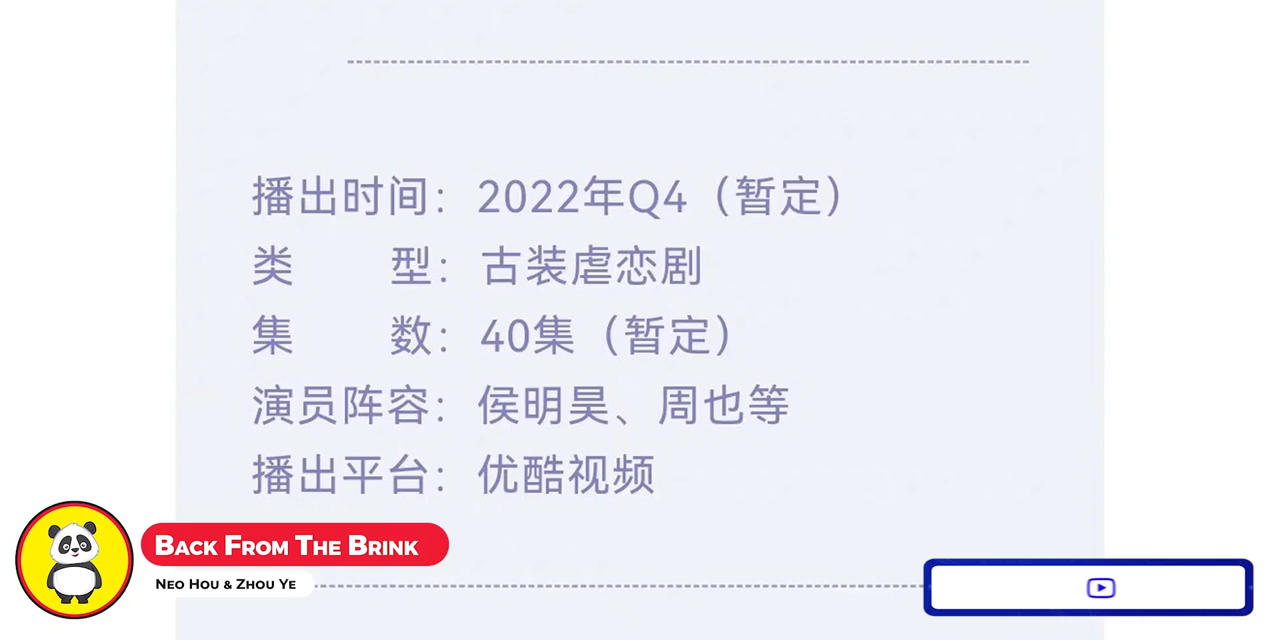 播出时间：2022年Q4（暂定）
类型：古装虐恋剧
集数：40集（暂定）
演员阵容：侯明昊、周也等
播出平台：优酷视频
BACK FROM THE BRINK
NEO HOU & ZHOU YE